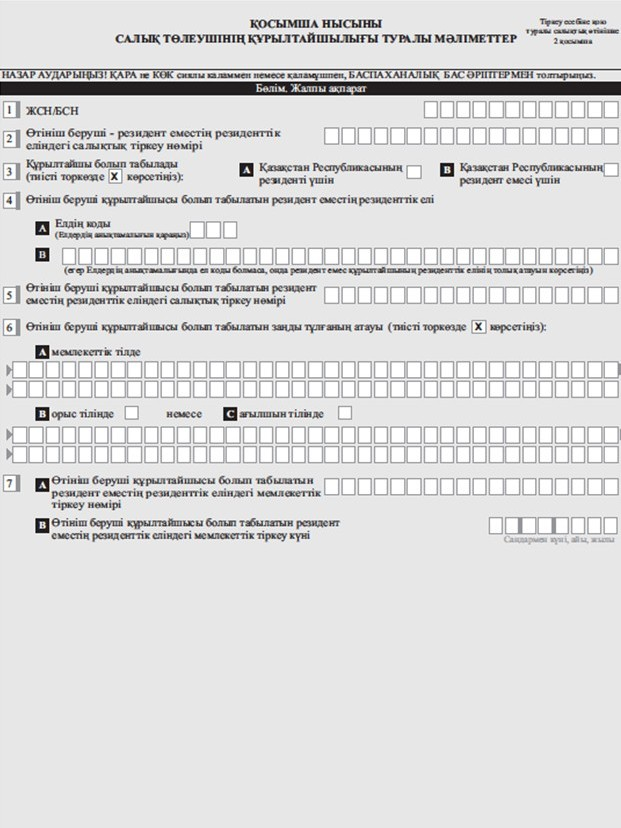 ҚОСЫМША НЫСЫНЫ
САЛЫҚ ТӨЛЕУШІНІҢ ҚҰРЫЛТАЙШЫЛЫҒЫ ТУРАЛЫ МӘЛІМЕТТЕР
Тіркеу есебіне қою
туралы салықтық өтінішке
2 қосымша
НАЗАР АУДАРЫҢЫЗ! ҚАРА не КӨК сиялы қаламмен немесе қаламұшпен, БАСПАХАНАЛЫҚ БАС ӘРІПТЕРМЕН толтырыңыз.
Бөлім. Жалпы ақпарат
1 ЖСН/БСН
2 Өтініш беруші - резидент еместің резиденттік
еліндегі салықтық тіркеу нөмірі
3 Құрылтайшы болып табылады
(тиісті торкөзде X көрсетіңіз):
A Қазақстан Республикасының
резиденті үшін
B Қазақстан Республикасының
резидент емесі үшін
4 Өтініш беруші құрылтайшысы болып табылатын резидент еместің резиденттік елі
A Елдің коды
(Елдердің анықтамалығын қараңыз)
B
(егер Елдердің анықтамалығында ел коды болмаса, онда резидент емес құрылтайшының резиденттік елінің толық атауын көрсетіңіз)
5 Өтініш беруші құрылтайшысы болып табылатын резидент
еместің резиденттік еліндегі салықтық тіркеу нөмірі
6 Өтініш беруші құрылтайшысы болып табылатын заңды тұлғаның атауы (тиісті торкөзде X көрсетіңіз):
A мемлекеттік тілде
B орыс тілінде немесе C ағылшын тілінде
7 A Өтініш беруші құрылтайшысы болып табылатын
резидент еместің резиденттік еліндегі мемлекеттік
тіркеу нөмірі
B Өтініш беруші құрылтайшысы болып табылатын резидент
еместің резиденттік еліндегі мемлекеттік тіркеу күні
Сандармен күні, айы, жылы